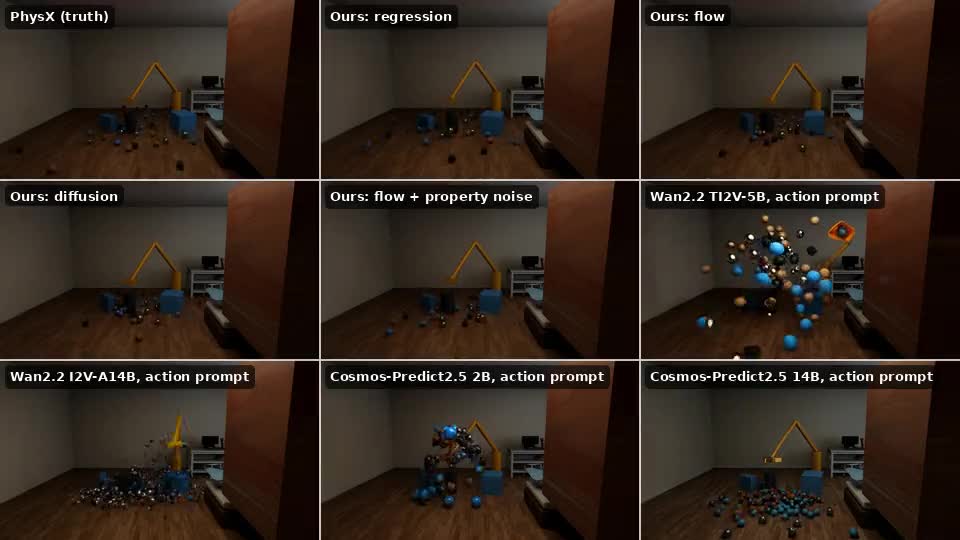 PhysX (truth)
Ours: regression
Ours: flow
Ours: diffusion
Ours: flow + property noise
Wan2.2 TI2V-5B, action prompt
Wan2.2 I2V-A14B, action prompt
Cosmos-Predict2.5 2B, action prompt
Cosmos-Predict2.5 14B, action prompt